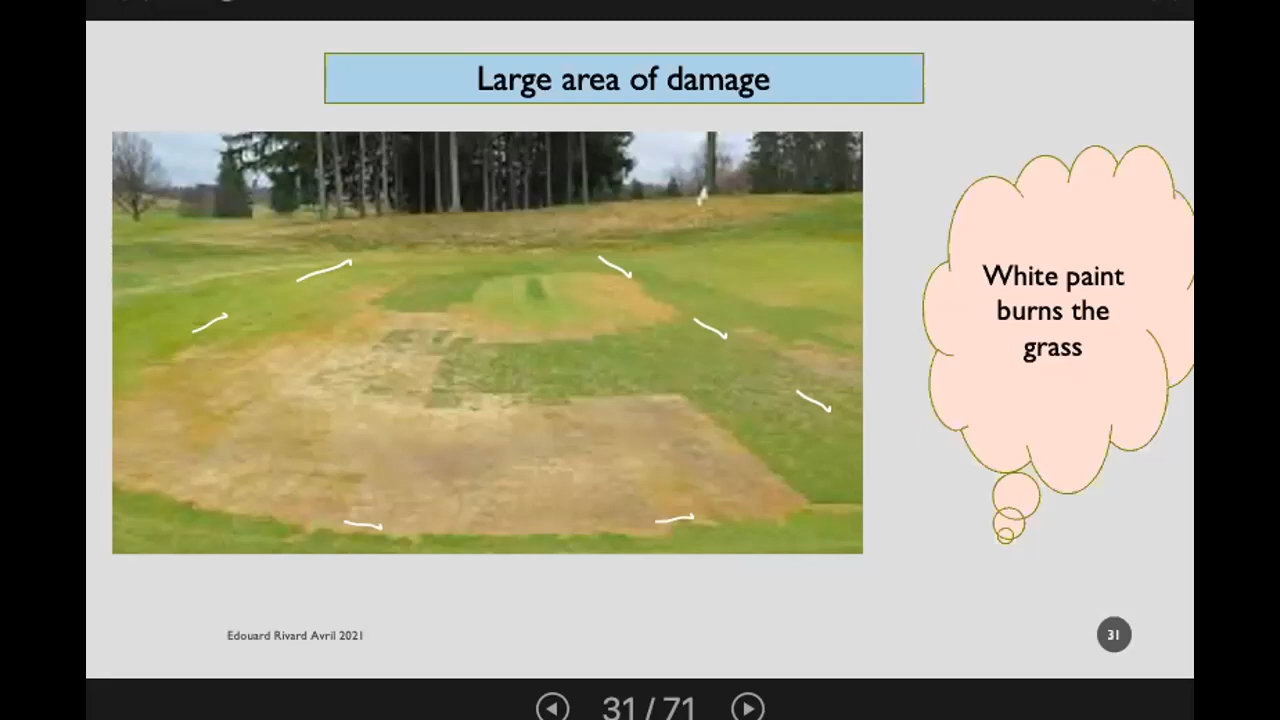 Large area of damage
White paint
burns the
grass
Edouard Rivard Avril 2021
31
31 / 71